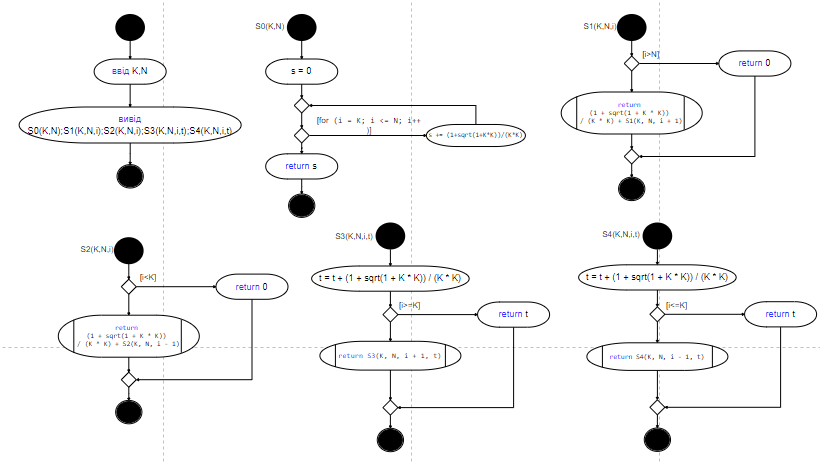 ввід K,N
вивід
S0(K,N);S1(K,N,i);S2(K,N,i);S3(K,N,i,t);S4(K,N,i,t)
S0(K,N)
s = 0
[for (i = K; i <= N; i++
)]
s += (1+sqrt(1+K*K))/(K*K)
return s
S1(K,N,i)
[i>N]
return 0
return
(1 + sqrt(1 + K * K))
/ (K * K) + S1(K, N, i + 1)
S2(K,N,i)
[i<K]
return 0
return
(1 + sqrt(1 + K * K))
/ (K * K) + S2(K, N, i - 1)
S3(K,N,i,t)
t = t + (1 + sqrt(1 + K * K)) / (K * K)
[i>=K]
return t
return S3(K, N, i + 1, t)
S4(K,N,i,t)
t = t + (1 + sqrt(1 + K * K)) / (K * K)
[i<=K]
return t
return S4(K, N, i - 1, t)